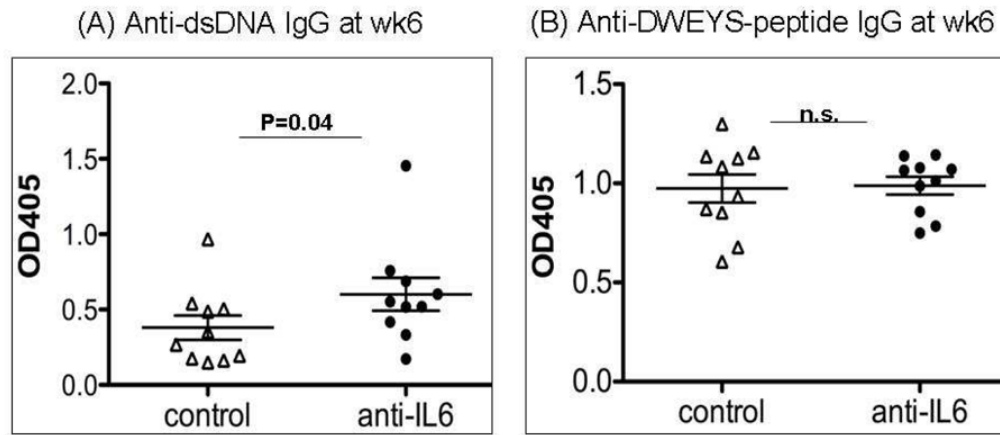 (A) Anti-dsDNA IgG at wk6
(B) Anti-DWEYS-peptide IgG at wk6
2.0
P=0.04
1.5
1.0
0.5
0.0
OD405
control
anti-IL6
1.5
n.s.
1.0
0.5
0.0
OD405
control
anti-IL6